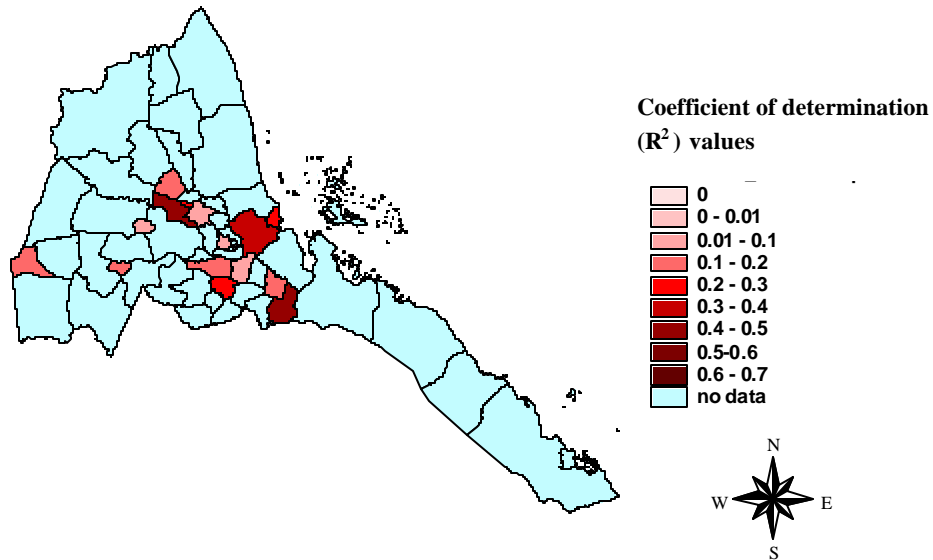 Coefficient of determination
(R²) values
0
0 - 0.01
0.01 - 0.1
0.1 - 0.2
0.2 - 0.3
0.3 - 0.4
0.4 - 0.5
0.5-0.6
0.6 - 0.7
no data
N
W E
S